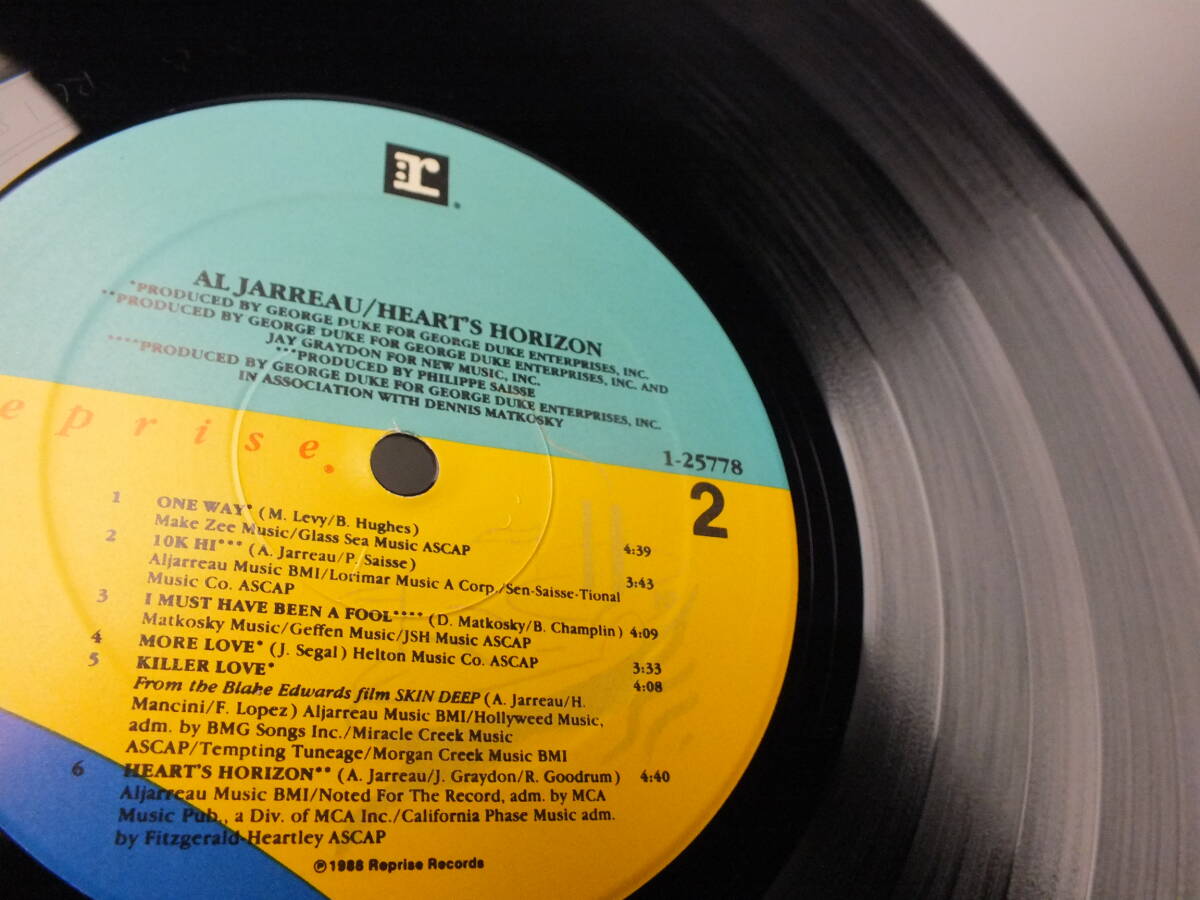 r
AL JARREAU/HEART'S HORIZON
*PRODUCED BY GEORGE DUKE FOR GEORGE DUKE ENTERPRISES, INC.
**PRODUCED BY GEORGE DUKE FOR GEORGE DUKE ENTERPRISES, INC. AND
JAY GRAYDON FOR NEW MUSIC, INC.
***PRODUCED BY PHILIPPE SAISSE
****PRODUCED BY GEORGE DUKE FOR GEORGE DUKE ENTERPRISES, INC.
IN ASSOCIATION WITH DENNIS MATKOSKY
eprise.
1-25778
2
1 ONE WAY* (M. Levy/B. Hughes)
Make Zee Music/Glass Sea Music ASCAP 4:39
2 10K HI*** (A. Jarreau/P. Saisse)
Aljarreau Music BMI/Lorimar Music A Corp./Sen-Saisse-Tional 3:43
Music Co. ASCAP
3 I MUST HAVE BEEN A FOOL**** (D. Matkosky/B. Champlin) 4:09
Matkosky Music/Geffen Music/JSH Music ASCAP
4 MORE LOVE* (J. Segal) Helton Music Co. ASCAP 3:33
5 KILLER LOVE* 4:08
From the Blake Edwards film SKIN DEEP (A. Jarreau/H.
Mancini/F. Lopez) Aljarreau Music BMI/Hollyweed Music,
adm. by BMG Songs Inc./Miracle Creek Music
ASCAP/Tempting Tuneage/Morgan Creek Music BMI
6 HEART'S HORIZON** (A. Jarreau/J. Graydon/R. Goodrum) 4:40
Aljarreau Music BMI/Noted For The Record, adm. by MCA
Music Pub., a Div. of MCA Inc./California Phase Music adm.
by Fitzgerald-Heartley ASCAP
℗1988 Reprise Records